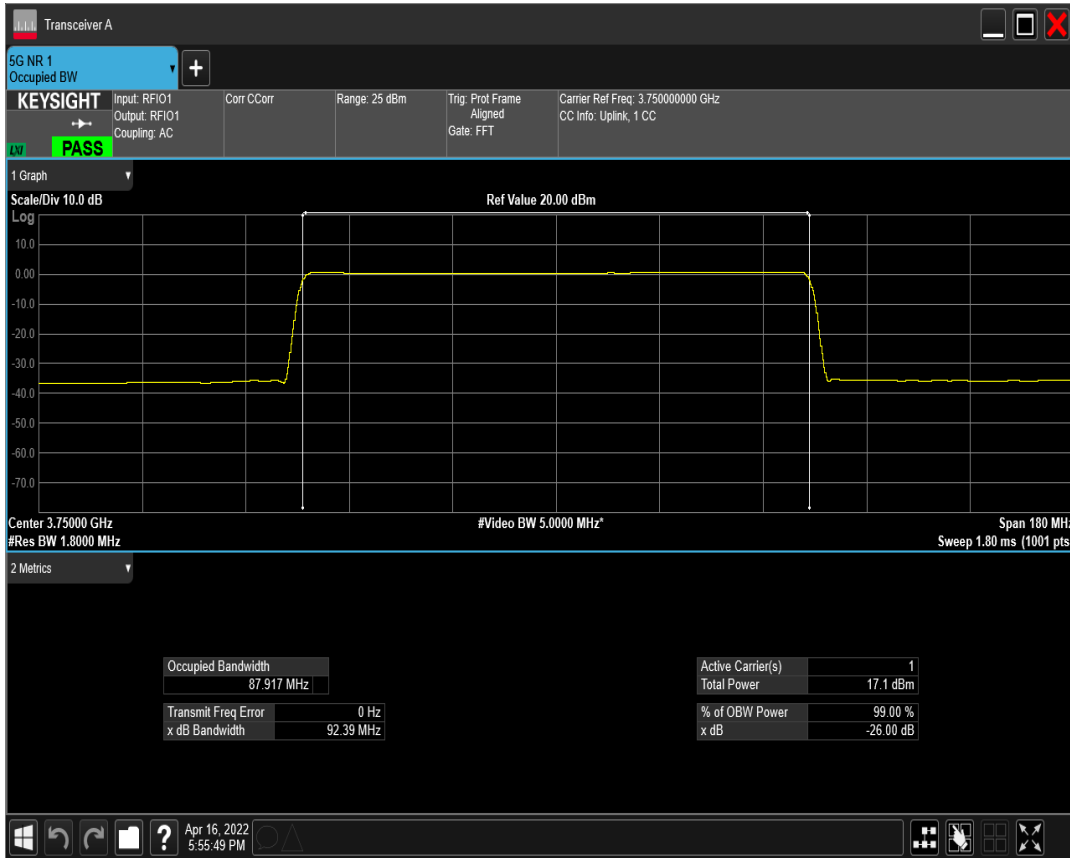 Transceiver A
5G NR 1
Occupied BW
KEYSIGHT
LXI
PASS
Input: RFIO1
Output: RFIO1
Coupling: AC
Corr CCorr
Range: 25 dBm
Trig: Prot Frame
Aligned
Gate: FFT
Carrier Ref Freq: 3.750000000 GHz
CC Info: Uplink, 1 CC
1 Graph
Scale/Div 10.0 dB
Ref Value 20.00 dBm
Log
10.0
0.00
-10.0
-20.0
-30.0
-40.0
-50.0
-60.0
-70.0
Center 3.75000 GHz
#Video BW 5.0000 MHz*
Span 180 MHz
#Res BW 1.8000 MHz
Sweep 1.80 ms (1001 pts
2 Metrics
Occupied Bandwidth
87.917 MHz
Transmit Freq Error 0 Hz
x dB Bandwidth 92.39 MHz
Active Carrier(s) 1
Total Power 17.1 dBm
% of OBW Power 99.00 %
x dB -26.00 dB
?
Apr 16, 2022
5:55:49 PM